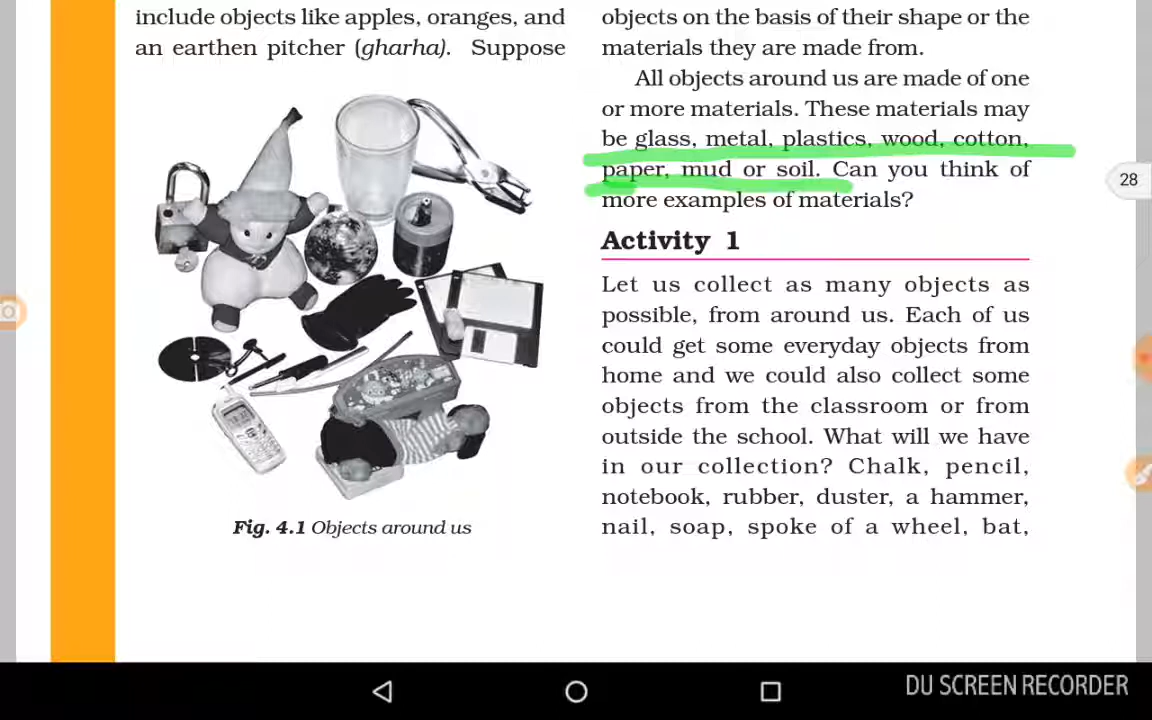 include objects like apples, oranges, and
an earthen pitcher (gharha). Suppose
Fig. 4.1 Objects around us
objects on the basis of their shape or the
materials they are made from.
All objects around us are made of one
or more materials. These materials may
be glass, metal, plastics, wood, cotton,
paper, mud or soil. Can you think of
more examples of materials?
Activity 1
Let us collect as many objects as
possible, from around us. Each of us
could get some everyday objects from
home and we could also collect some
objects from the classroom or from
outside the school. What will we have
in our collection? Chalk, pencil,
notebook, rubber, duster, a hammer,
nail, soap, spoke of a wheel, bat,
28
DU SCREEN RECORDER